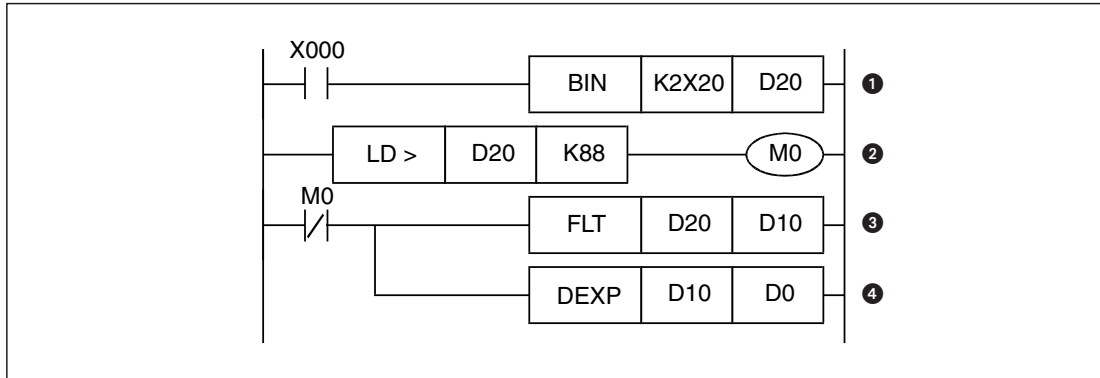 X000
BIN K2X20 D20 ❶
LD > D20 K88 M0 ❷
M0
FLT D20 D10 ❸
DEXP D10 D0 ❹